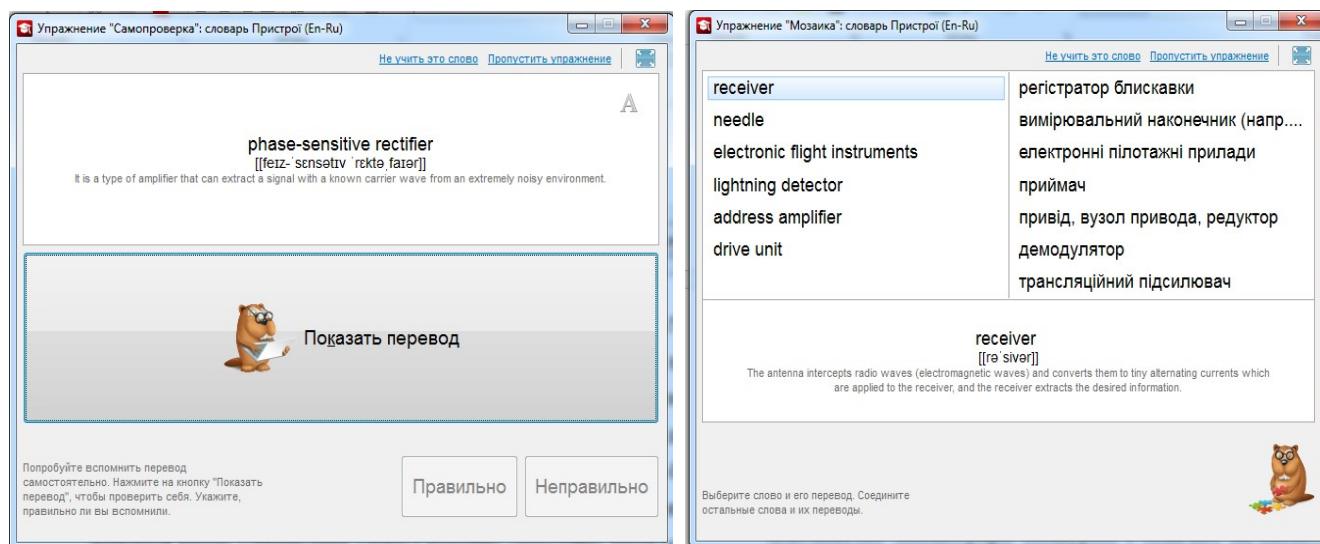 Упражнение "Самопроверка": словарь Пристрої (En-Ru)
Не учить это слово Пропустить упражнение
A
phase-sensitive rectifier
[[feɪz-ˈsɛnsətɪv ˈrɛktəˌfaɪər]]
It is a type of amplifier that can extract a signal with a known carrier wave from an extremely noisy environment.
Показать перевод
Попробуйте вспомнить перевод
самостоятельно. Нажмите на кнопку "Показать
перевод", чтобы проверить себя. Укажите,
правильно ли вы вспомнили.
Правильно Неправильно
Упражнение "Мозаика": словарь Пристрої (En-Ru)
Не учить это слово Пропустить упражнение
receiver
needle
electronic flight instruments
lightning detector
address amplifier
drive unit
регістратор блискавки
вимірювальний наконечник (напр....
електронні пілотажні прилади
приймач
привід, вузол привода, редуктор
демодулятор
трансляційний підсилювач
receiver
[[rəˈsivər]]
The antenna intercepts radio waves (electromagnetic waves) and converts them to tiny alternating currents which
are applied to the receiver, and the receiver extracts the desired information.
Выберите слово и его перевод. Соедините
остальные слова и их переводы.